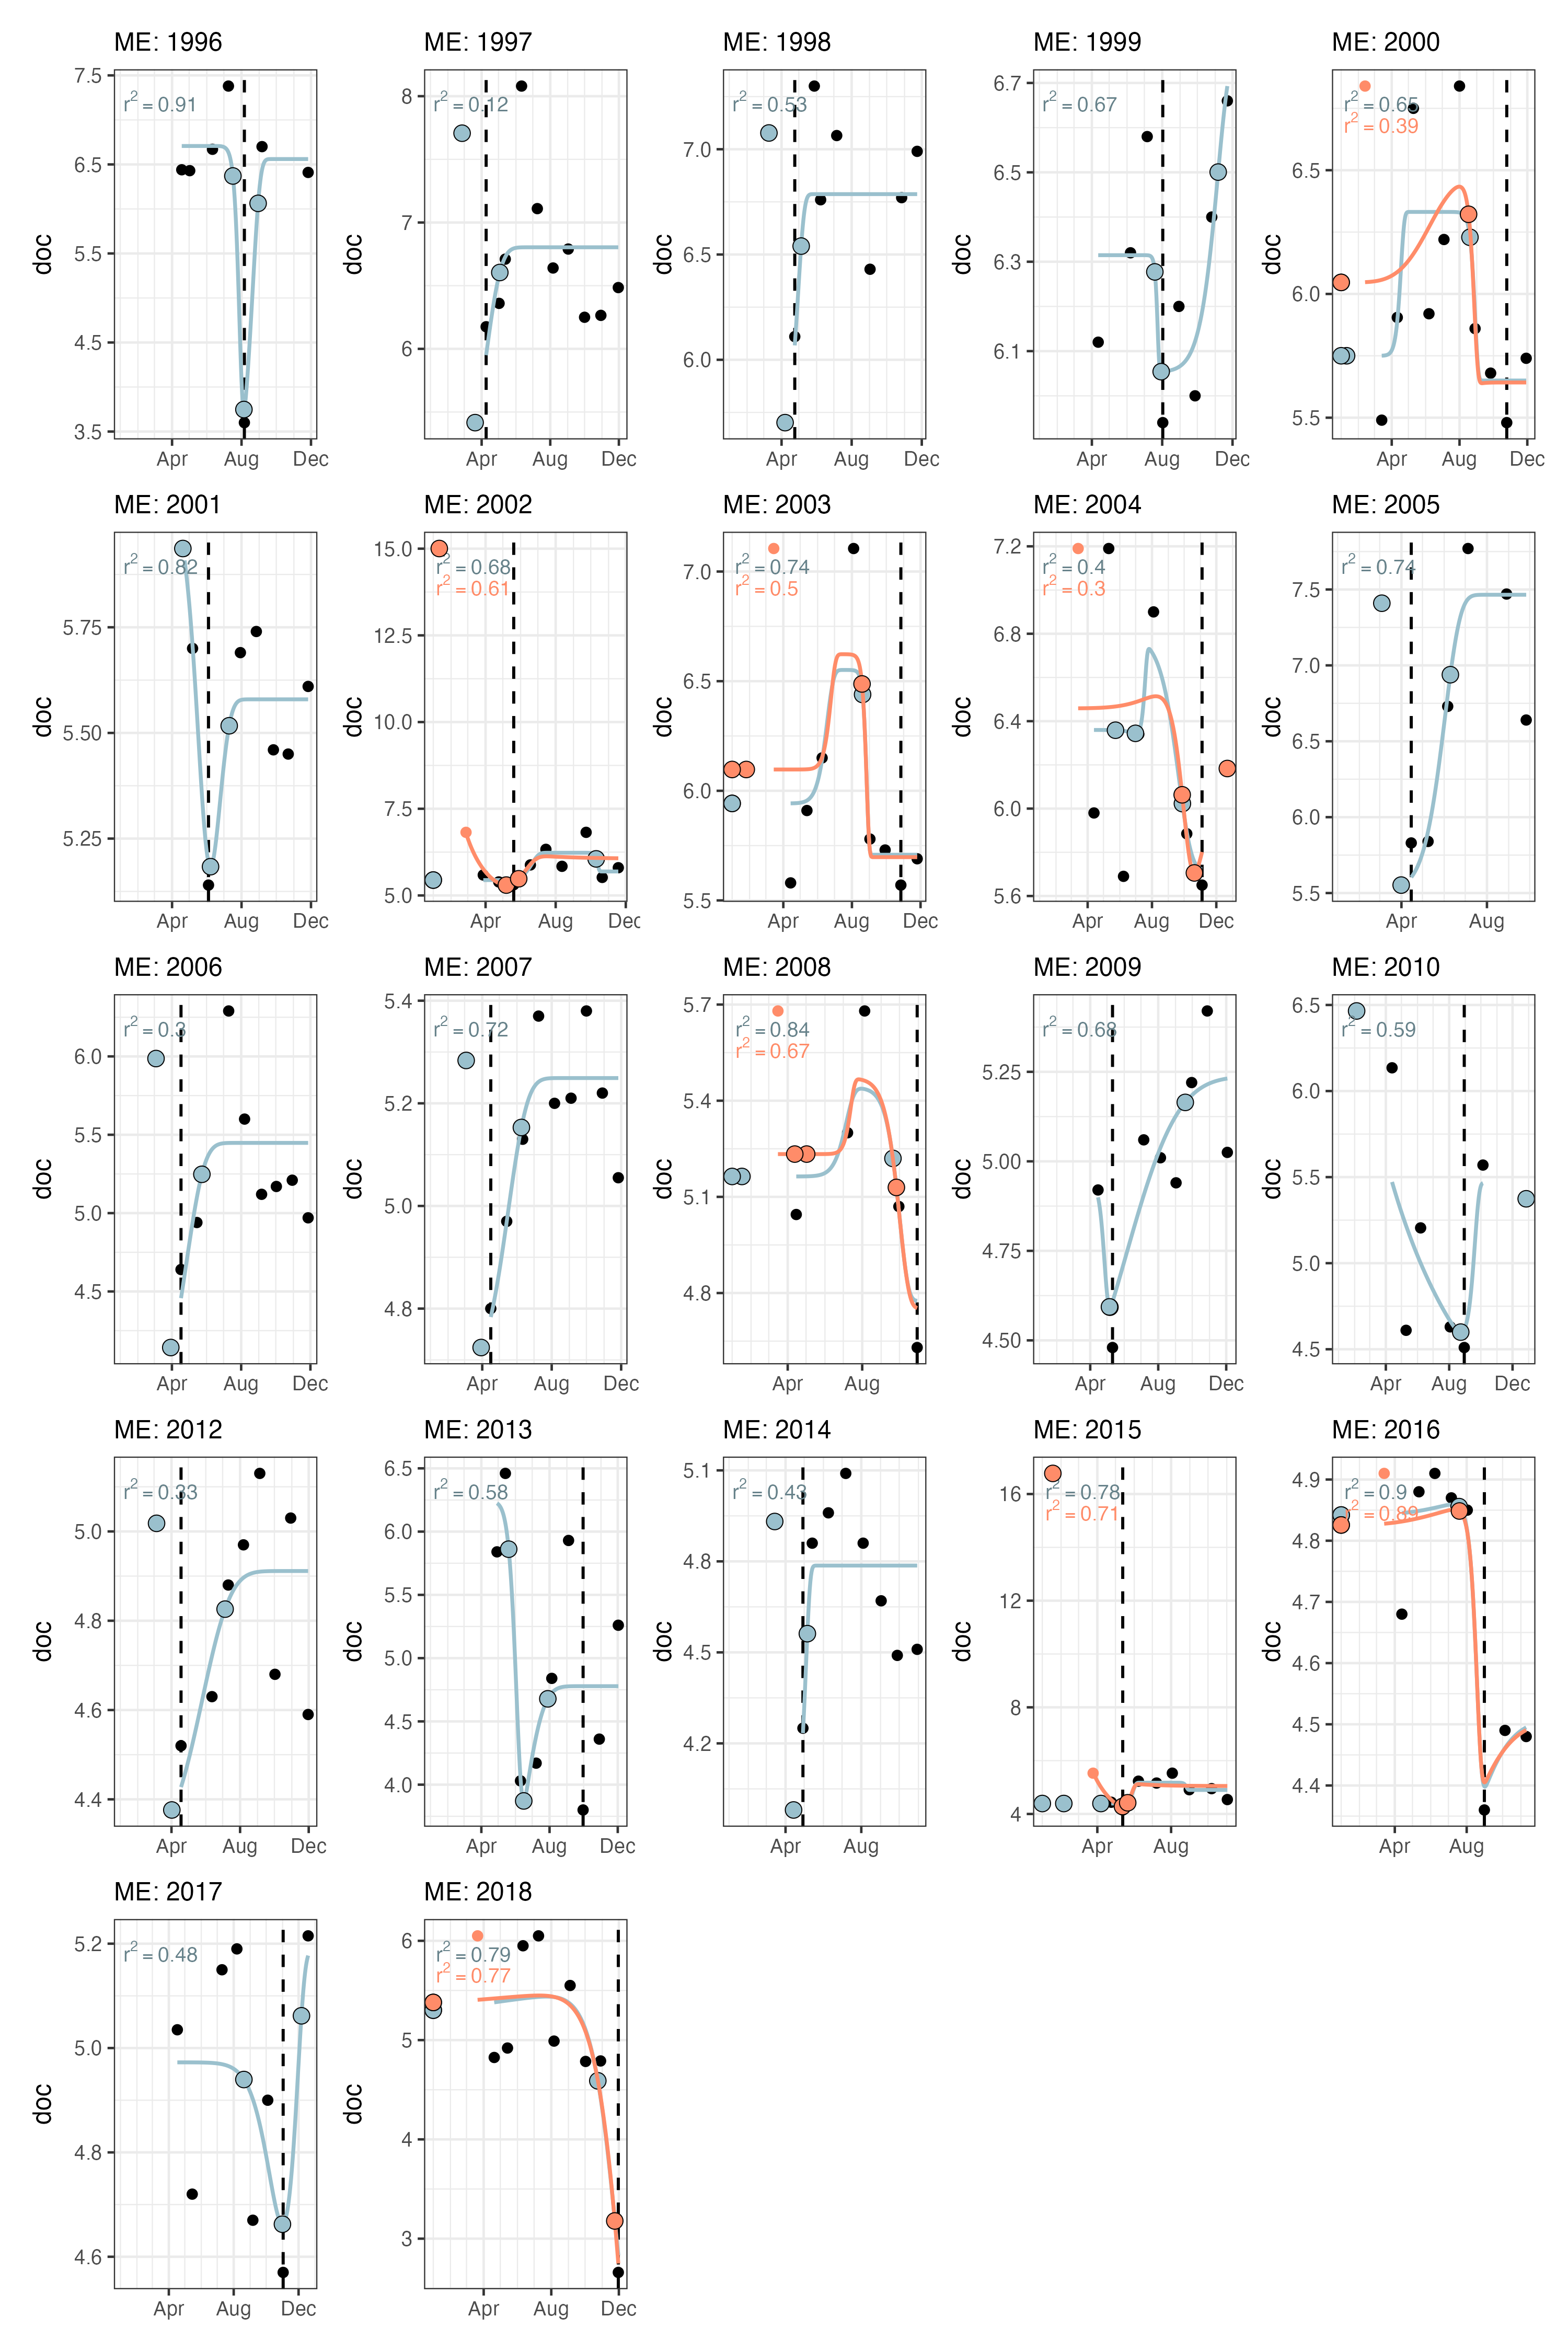 ME: 1996 ME: 1997 ME: 1998 ME: 1999 ME: 2000
doc 7.5 6.5 5.5 4.5 3.5 r² = 0.91 Apr Aug Dec
doc 8 7 6 r² = 0.12 Apr Aug Dec
doc 7.0 6.5 6.0 r² = 0.53 Apr Aug Dec
doc 6.7 6.5 6.3 6.1 r² = 0.67 Apr Aug Dec
doc 6.5 6.0 5.5 r² = 0.65 r² = 0.39 Apr Aug Dec
ME: 2001 ME: 2002 ME: 2003 ME: 2004 ME: 2005
doc 5.75 5.50 5.25 r² = 0.82 Apr Aug Dec
doc 15.0 12.5 10.0 7.5 5.0 r² = 0.68 r² = 0.61 Apr Aug Dec
doc 7.0 6.5 6.0 5.5 r² = 0.74 r² = 0.5 Apr Aug Dec
doc 7.2 6.8 6.4 6.0 5.6 r² = 0.4 r² = 0.3 Apr Aug Dec
doc 7.5 7.0 6.5 6.0 5.5 r² = 0.74 Apr Aug
ME: 2006 ME: 2007 ME: 2008 ME: 2009 ME: 2010
doc 6.0 5.5 5.0 4.5 r² = 0.3 Apr Aug Dec
doc 5.4 5.2 5.0 4.8 r² = 0.72 Apr Aug Dec
doc 5.7 5.4 5.1 4.8 r² = 0.84 r² = 0.67 Apr Aug
doc 5.25 5.00 4.75 4.50 r² = 0.68 Apr Aug Dec
doc 6.5 6.0 5.5 5.0 4.5 r² = 0.59 Apr Aug Dec
ME: 2012 ME: 2013 ME: 2014 ME: 2015 ME: 2016
doc 5.0 4.8 4.6 4.4 r² = 0.33 Apr Aug Dec
doc 6.5 6.0 5.5 5.0 4.5 4.0 r² = 0.58 Apr Aug Dec
doc 5.1 4.8 4.5 4.2 r² = 0.43 Apr Aug
doc 16 12 8 4 r² = 0.78 r² = 0.71 Apr Aug
doc 4.9 4.8 4.7 4.6 4.5 4.4 r² = 0.9 r² = 0.89 Apr Aug
ME: 2017 ME: 2018
doc 5.2 5.0 4.8 4.6 r² = 0.48 Apr Aug Dec
doc 6 5 4 3 r² = 0.79 r² = 0.77 Apr Aug Dec